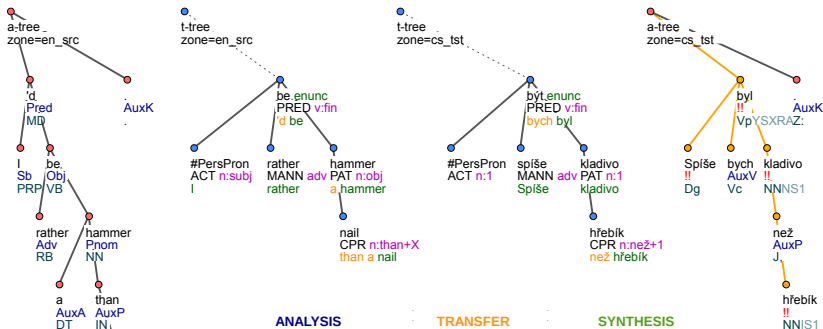 a-tree
zone=en_src
'd
Pred
MD
.
AuxK
.
I
Sb
PRP
be
Obj
VB
rather
Adv
RB
hammer
Pnom
NN
a
AuxA
DT
than
AuxP
IN
t-tree
zone=en_src
be enunc
PRED v:fin
'd be
#PersPron
ACT n:subj
I
rather
MANN adv
rather
hammer
PAT n:obj
a hammer
nail
CPR n:than+X
than a nail
t-tree
zone=cs_tst
být enunc
PRED v:fin
bych byl
#PersPron
ACT n:1
spíše
MANN adv
Spíše
kladivo
PAT n:1
kladivo
hřebík
CPR n:než+1
než hřebík
a-tree
zone=cs_tst
byl
!!
VpYSXRA
.
AuxK
Z:
Spíše
!!
Dg
bych
AuxV
Vc
kladivo
!!
NNNS1
než
AuxP
J,
hřebík
!!
NNIS1
ANALYSIS
TRANSFER
SYNTHESIS